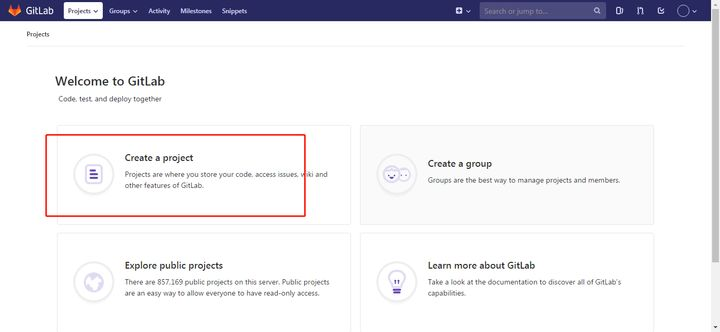 GitLab Projects Groups Activity Milestones Snippets Search or jump to...
Projects
Welcome to GitLab
Code, test, and deploy together
Create a project
Projects are where you store your code, access issues, wiki and
other features of GitLab.
Create a group
Groups are the best way to manage projects and members.
Explore public projects
There are 857,169 public projects on this server. Public projects
are an easy way to allow everyone to have read-only access.
Learn more about GitLab
Take a look at the documentation to discover all of GitLab's
capabilities.